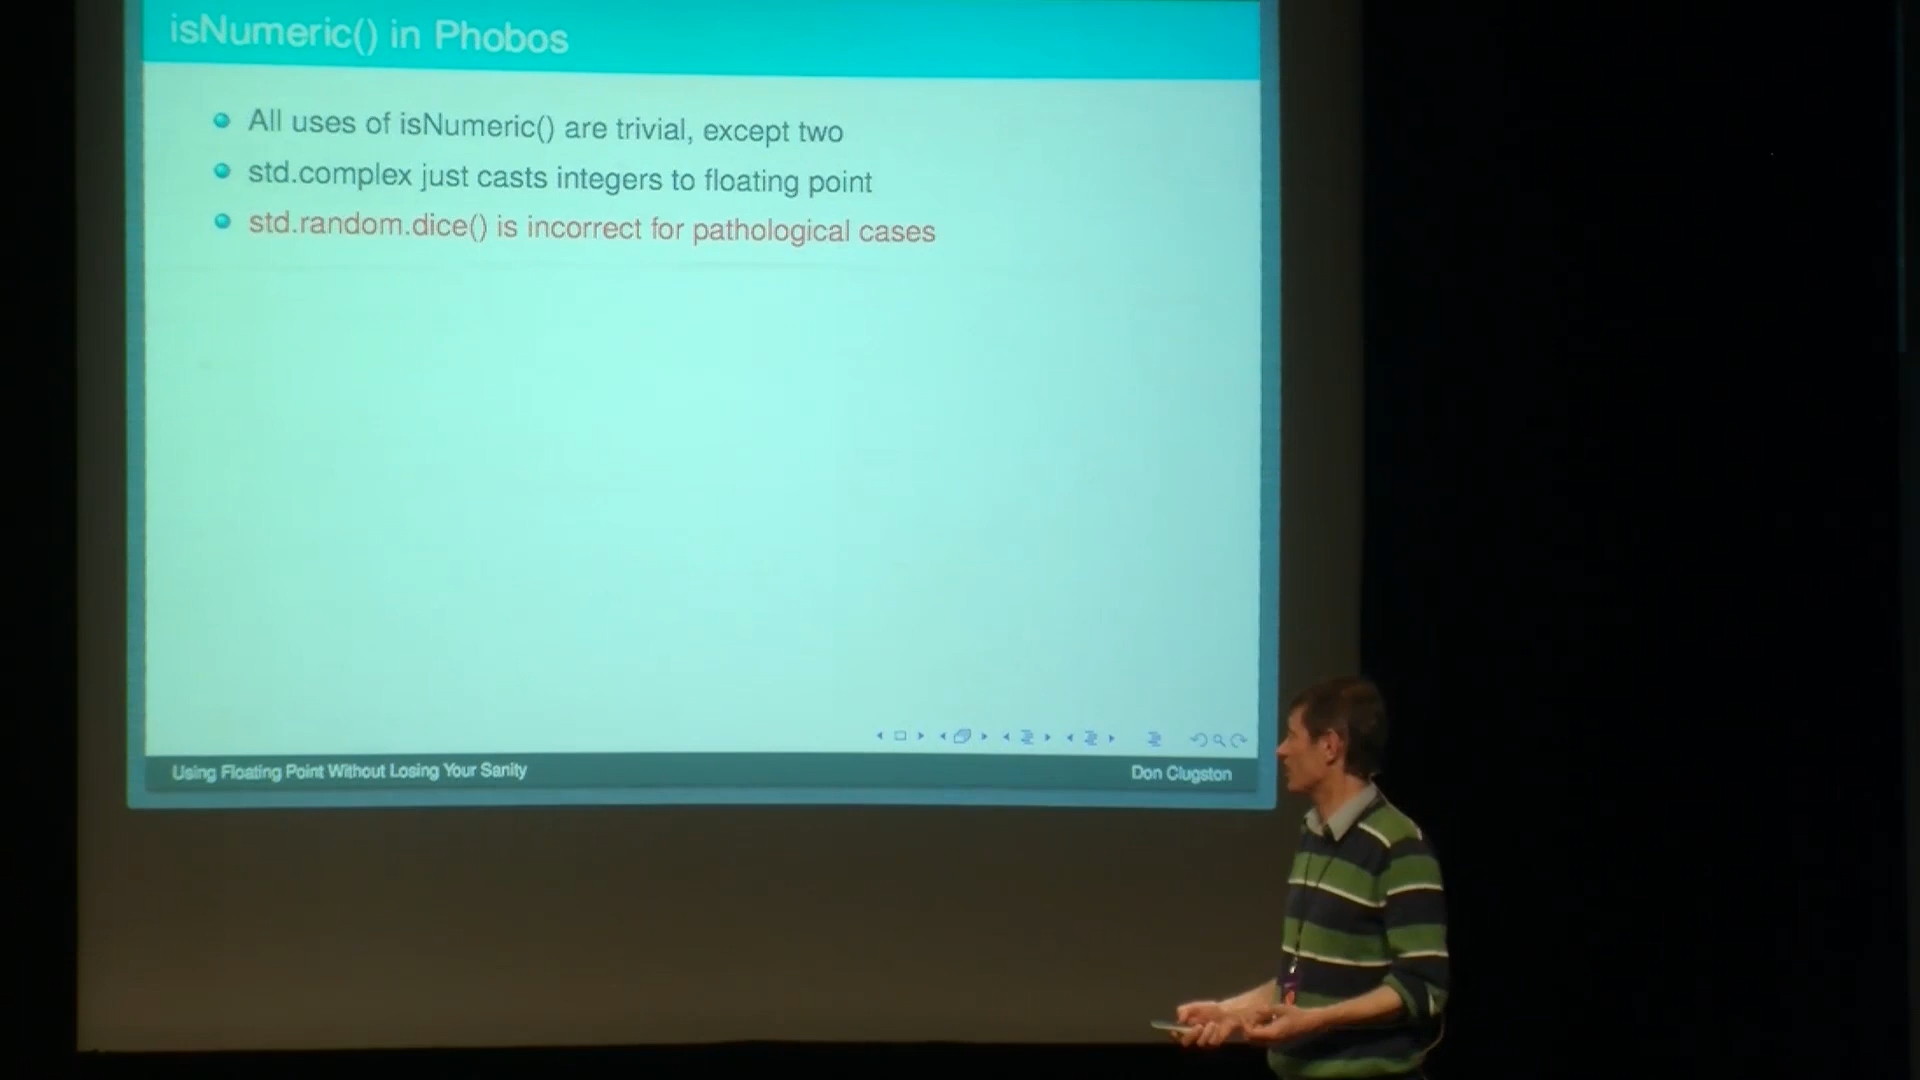 isNumeric() in Phobos
All uses of isNumeric() are trivial, except two
std.complex just casts integers to floating point
std.random.dice() is incorrect for pathological cases
Using Floating Point Without Losing Your Sanity
Don Clugston